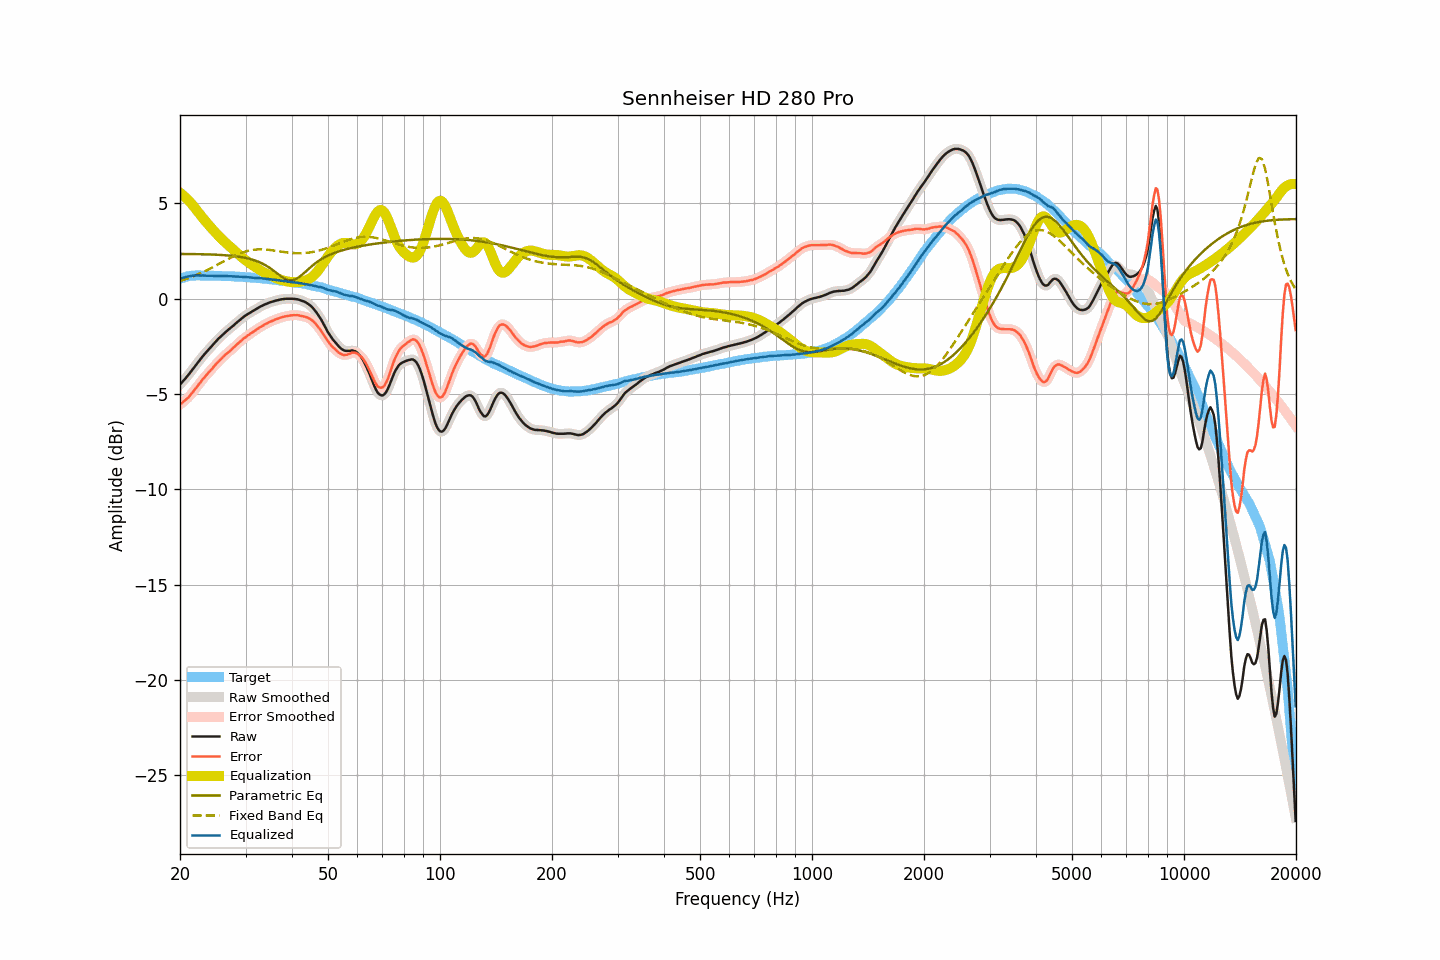 Sennheiser HD 280 Pro
Amplitude (dBr)
5
0
−5
−10
−15
−20
−25
Target
Raw Smoothed
Error Smoothed
Raw
Error
Equalization
Parametric Eq
Fixed Band Eq
Equalized
20 50 100 200 500 1000 2000 5000 10000 20000
Frequency (Hz)